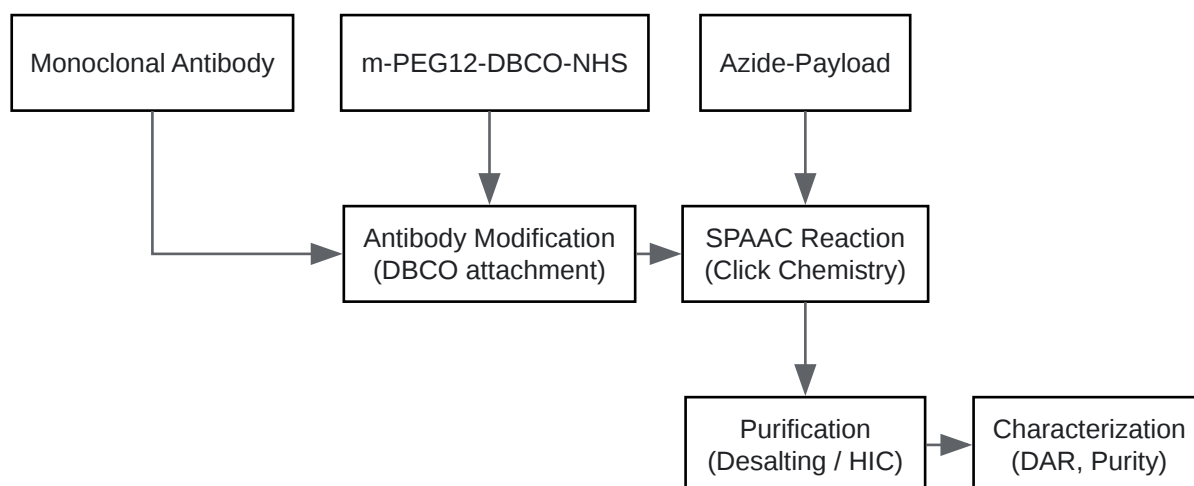 Monoclonal Antibody
m-PEG12-DBCO-NHS
Azide-Payload
Antibody Modification
(DBCO attachment)
SPAAC Reaction
(Click Chemistry)
Purification
(Desalting / HIC)
Characterization
(DAR, Purity)